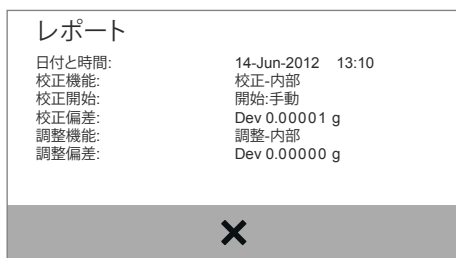 レポート
日付と時間: 14-Jun-2012 13:10
校正機能: 校正-内部
校正開始: 開始:手動
校正偏差: Dev 0.00001 g
調整機能: 調整-内部
調整偏差: Dev 0.00000 g